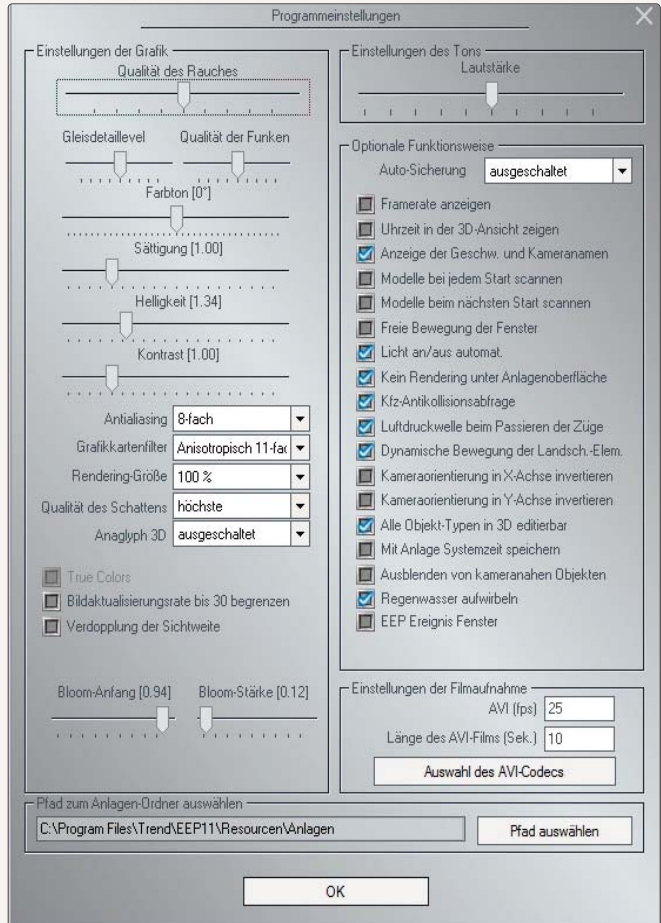 Programmeinstellungen
Einstellungen der Grafik
Qualität des Rauches
Gleisdetaillevel
Qualität der Funken
Farbton [0°]
Sättigung [1.00]
Helligkeit [1.34]
Kontrast [1.00]
Antialiasing 8-fach
Grafikkartenfilter Anisotropisch 11-fac
Rendering-Größe 100 %
Qualität des Schattens höchste
Anaglyph 3D ausgeschaltet
True Colors
Bildaktualisierungsrate bis 30 begrenzen
Verdopplung der Sichtweite
Bloom-Anfang [0.94]
Bloom-Stärke [0.12]
Einstellungen des Tons
Lautstärke
Optionale Funktionsweise
Auto-Sicherung ausgeschaltet
Framerate anzeigen
Uhrzeit in der 3D-Ansicht zeigen
Anzeige der Geschw. und Kameranamen
Modelle bei jedem Start scannen
Modelle beim nächsten Start scannen
Freie Bewegung der Fenster
Licht an/aus automat.
Kein Rendering unter Anlagenoberfläche
Kfz-Antikollisionsabfrage
Luftdruckwelle beim Passieren der Züge
Dynamische Bewegung der Landsch.-Elem.
Kameraorientierung in X-Achse invertieren
Kameraorientierung in Y-Achse invertieren
Alle Objekt-Typen in 3D editierbar
Mit Anlage Systemzeit speichern
Ausblenden von kameranahen Objekten
Regenwasser aufwirbeln
EEP Ereignis Fenster
Einstellungen der Filmaufnahme
AVI (fps) 25
Länge des AVI-Films (Sek.) 10
Auswahl des AVI-Codecs
Pfad zum Anlagen-Ordner auswählen
C:\Program Files\Trend\EEP11\Resourcen\Anlagen
Pfad auswählen
OK